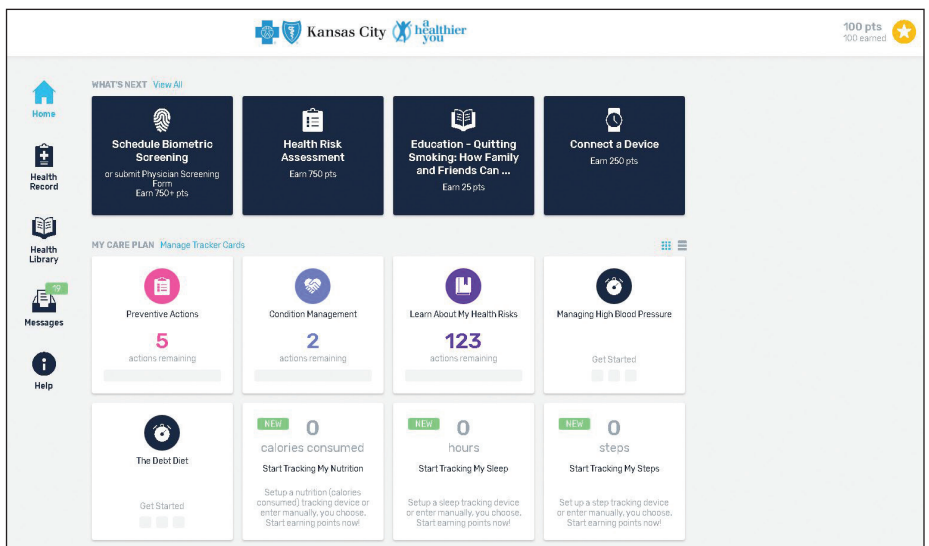 Kansas City
a
healthier
you
100 pts
100 earned
Home
Health
Record
Health
Library
19
Messages
Help
WHAT'S NEXT View All
Schedule Biometric
Screening
or submit Physician Screening
Form
Earn 750+ pts
Health Risk
Assessment
Earn 750 pts
Education - Quitting
Smoking: How Family
and Friends Can ...
Earn 25 pts
Connect a Device
Earn 250 pts
MY CARE PLAN Manage Tracker Cards
Preventive Actions
5
actions remaining
Condition Management
2
actions remaining
Learn About My Health Risks
123
actions remaining
Managing High Blood Pressure
Get Started
The Debt Diet
Get Started
NEW 0
calories consumed
Start Tracking My Nutrition
Setup a nutrition (calories
consumed) tracking device or
enter manually, you choose.
Start earning points now!
NEW 0
hours
Start Tracking My Sleep
Setup a sleep tracking device
or enter manually, you choose.
Start earning points now!
NEW 0
steps
Start Tracking My Steps
Set up a step tracking device
or enter manually, you choose.
Start earning points now!